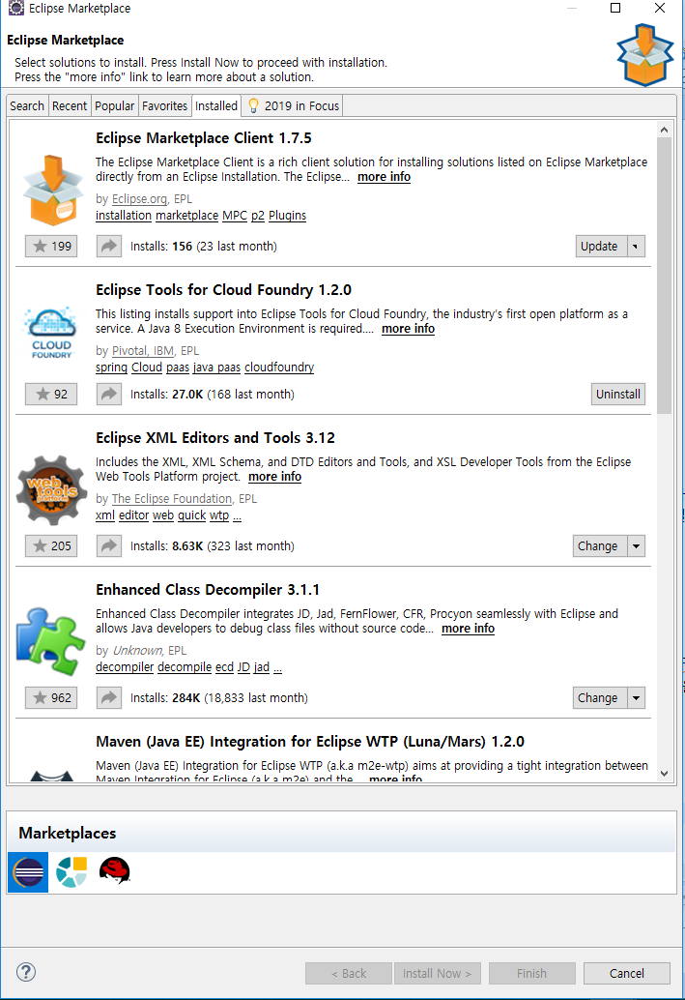 Eclipse Marketplace
Eclipse Marketplace
Select solutions to install. Press Install Now to proceed with installation.
Press the "more info" link to learn more about a solution.
Search Recent Popular Favorites Installed 2019 in Focus
Eclipse Marketplace Client 1.7.5
The Eclipse Marketplace Client is a rich client solution for installing solutions listed on Eclipse Marketplace
directly from an Eclipse Installation. The Eclipse... more info
by Eclipse.org, EPL
installation marketplace MPC p2 Plugins
199 Installs: 156 (23 last month) Update
Eclipse Tools for Cloud Foundry 1.2.0
This listing installs support into Eclipse Tools for Cloud Foundry, the industry's first open platform as a
service. A Java 8 Execution Environment is required.... more info
CLOUD
FOUNDRY
by Pivotal, IBM, EPL
spring Cloud paas java paas cloudfoundry
92 Installs: 27.0K (168 last month) Uninstall
Eclipse XML Editors and Tools 3.12
Includes the XML, XML Schema, and DTD Editors and Tools, and XSL Developer Tools from the Eclipse
Web Tools Platform project. more info
web
tools
platform
by The Eclipse Foundation, EPL
xml editor web quick wtp ...
205 Installs: 8.63K (323 last month) Change
Enhanced Class Decompiler 3.1.1
Enhanced Class Decompiler integrates JD, Jad, FernFlower, CFR, Procyon seamlessly with Eclipse and
allows Java developers to debug class files without source code... more info
by Unknown, EPL
decompiler decompile ecd JD jad ...
962 Installs: 284K (18,833 last month) Change
Maven (Java EE) Integration for Eclipse WTP (Luna/Mars) 1.2.0
Maven (Java EE) Integration for Eclipse WTP (a.k.a m2e-wtp) aims at providing a tight integration between
Maven Integration for Eclipse (a.k.a m2e) and the ... more info
Marketplaces
? < Back Install Now > Finish Cancel